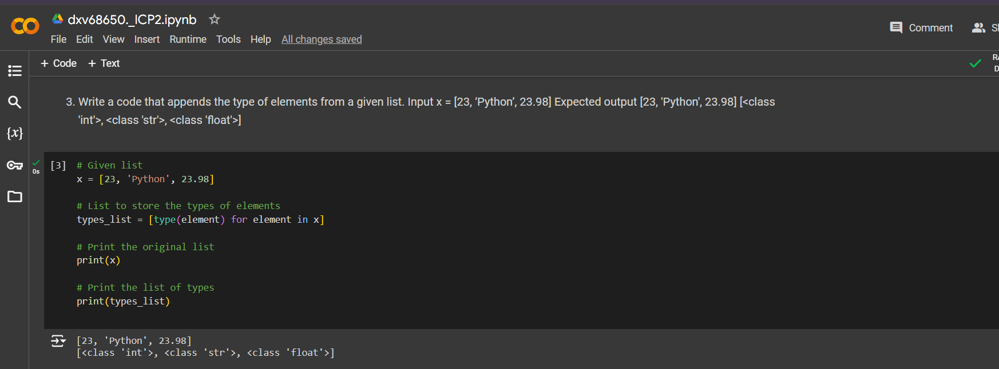 dxv68650._ICP2.ipynb
File Edit View Insert Runtime Tools Help All changes saved
Comment
+ Code + Text
3. Write a code that appends the type of elements from a given list. Input x = [23, ‘Python’, 23.98] Expected output [23, 'Python', 23.98] [<class
'int'>, <class 'str'>, <class 'float'>]
{x}
0s
[3] # Given list
x = [23, 'Python', 23.98]
# List to store the types of elements
types_list = [type(element) for element in x]
# Print the original list
print(x)
# Print the list of types
print(types_list)
[23, 'Python', 23.98]
[<class 'int'>, <class 'str'>, <class 'float'>]